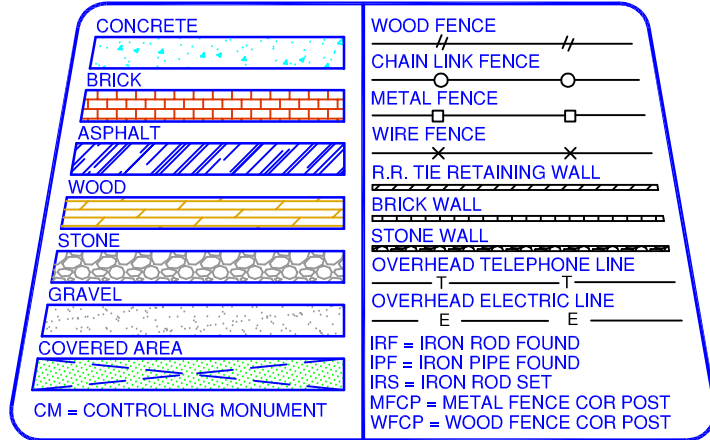 CONCRETE
BRICK
ASPHALT
WOOD
STONE
GRAVEL
COVERED AREA
CM = CONTROLLING MONUMENT
WOOD FENCE
CHAIN LINK FENCE
METAL FENCE
WIRE FENCE
R.R. TIE RETAINING WALL
BRICK WALL
STONE WALL
OVERHEAD TELEPHONE LINE
T T
OVERHEAD ELECTRIC LINE
E E
IRF = IRON ROD FOUND
IPF = IRON PIPE FOUND
IRS = IRON ROD SET
MFCP = METAL FENCE COR POST
WFCP = WOOD FENCE COR POST